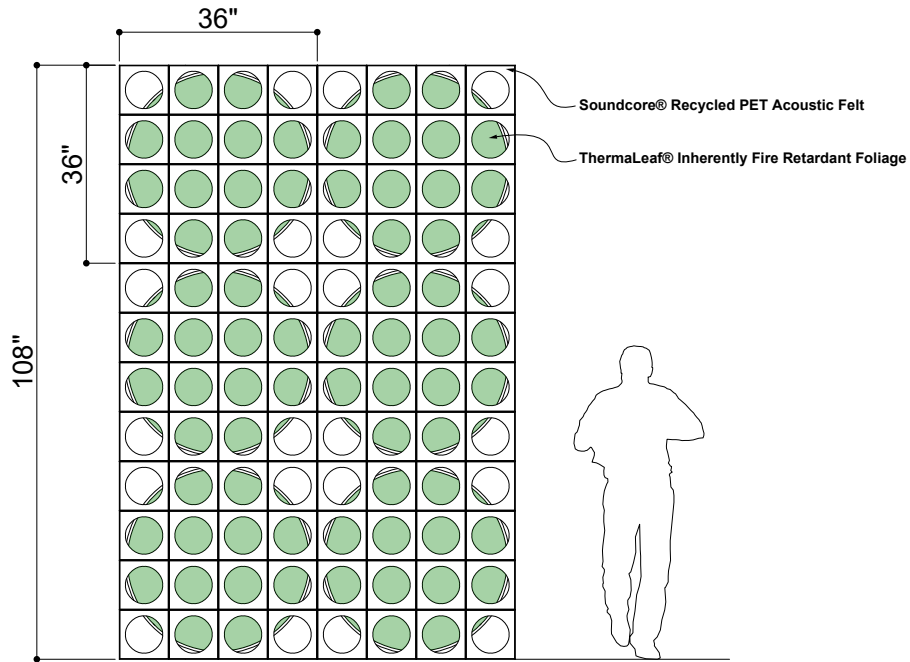 36"
36"
108"
Soundcore® Recycled PET Acoustic Felt
ThermaLeaf® Inherently Fire Retardant Foliage